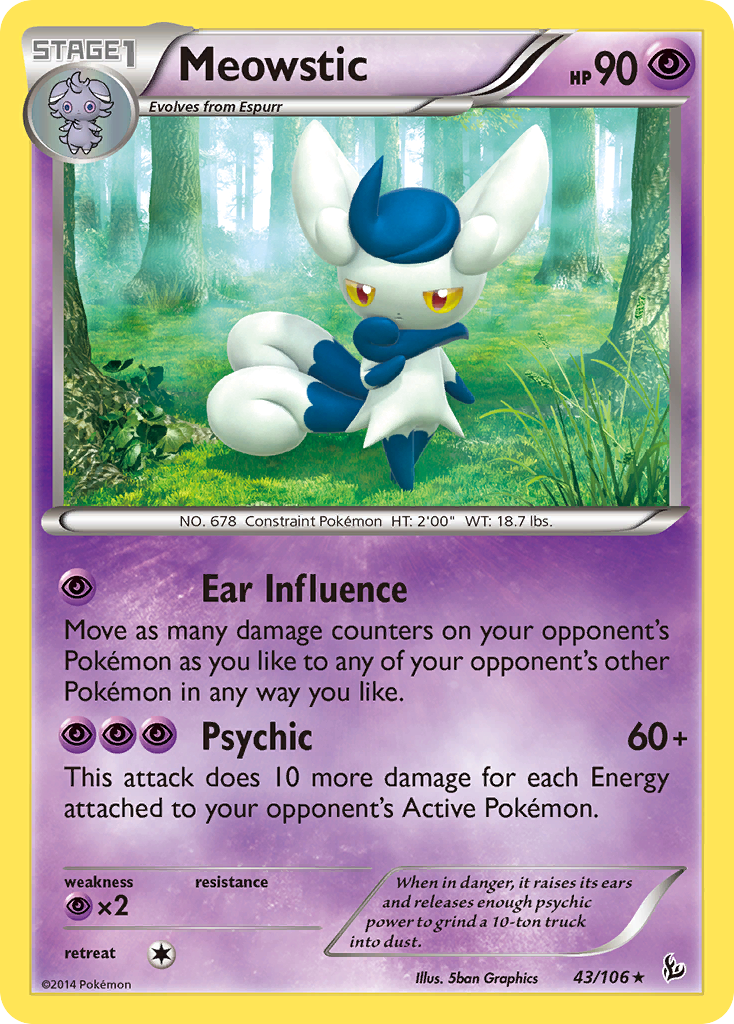 STAGE1
Meowstic
HP 90
Evolves from Espurr
NO. 678 Constraint Pokémon HT: 2'00" WT: 18.7 lbs.
Ear Influence
Move as many damage counters on your opponent's
Pokémon as you like to any of your opponent's other
Pokémon in any way you like.
Psychic 60+
This attack does 10 more damage for each Energy
attached to your opponent's Active Pokémon.
weakness resistance
×2
When in danger, it raises its ears
and releases enough psychic
power to grind a 10-ton truck
into dust.
retreat
Illus. 5ban Graphics 43/106 ★
©2014 Pokémon